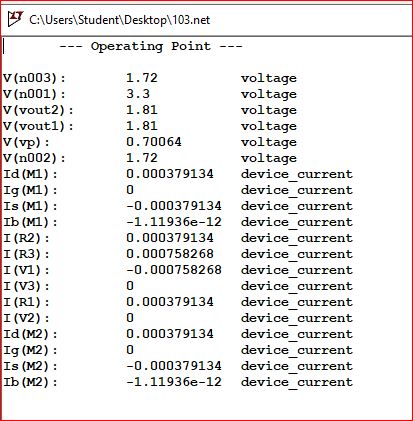 C:\Users\Student\Desktop\103.net
--- Operating Point ---
V(n003): 1.72 voltage
V(n001): 3.3 voltage
V(vout2): 1.81 voltage
V(vout1): 1.81 voltage
V(vp): 0.70064 voltage
V(n002): 1.72 voltage
Id(M1): 0.000379134 device_current
Ig(M1): 0 device_current
Is(M1): -0.000379134 device_current
Ib(M1): -1.11936e-12 device_current
I(R2): 0.000379134 device_current
I(R3): 0.000758268 device_current
I(V1): -0.000758268 device_current
I(V3): 0 device_current
I(R1): 0.000379134 device_current
I(V2): 0 device_current
Id(M2): 0.000379134 device_current
Ig(M2): 0 device_current
Is(M2): -0.000379134 device_current
Ib(M2): -1.11936e-12 device_current